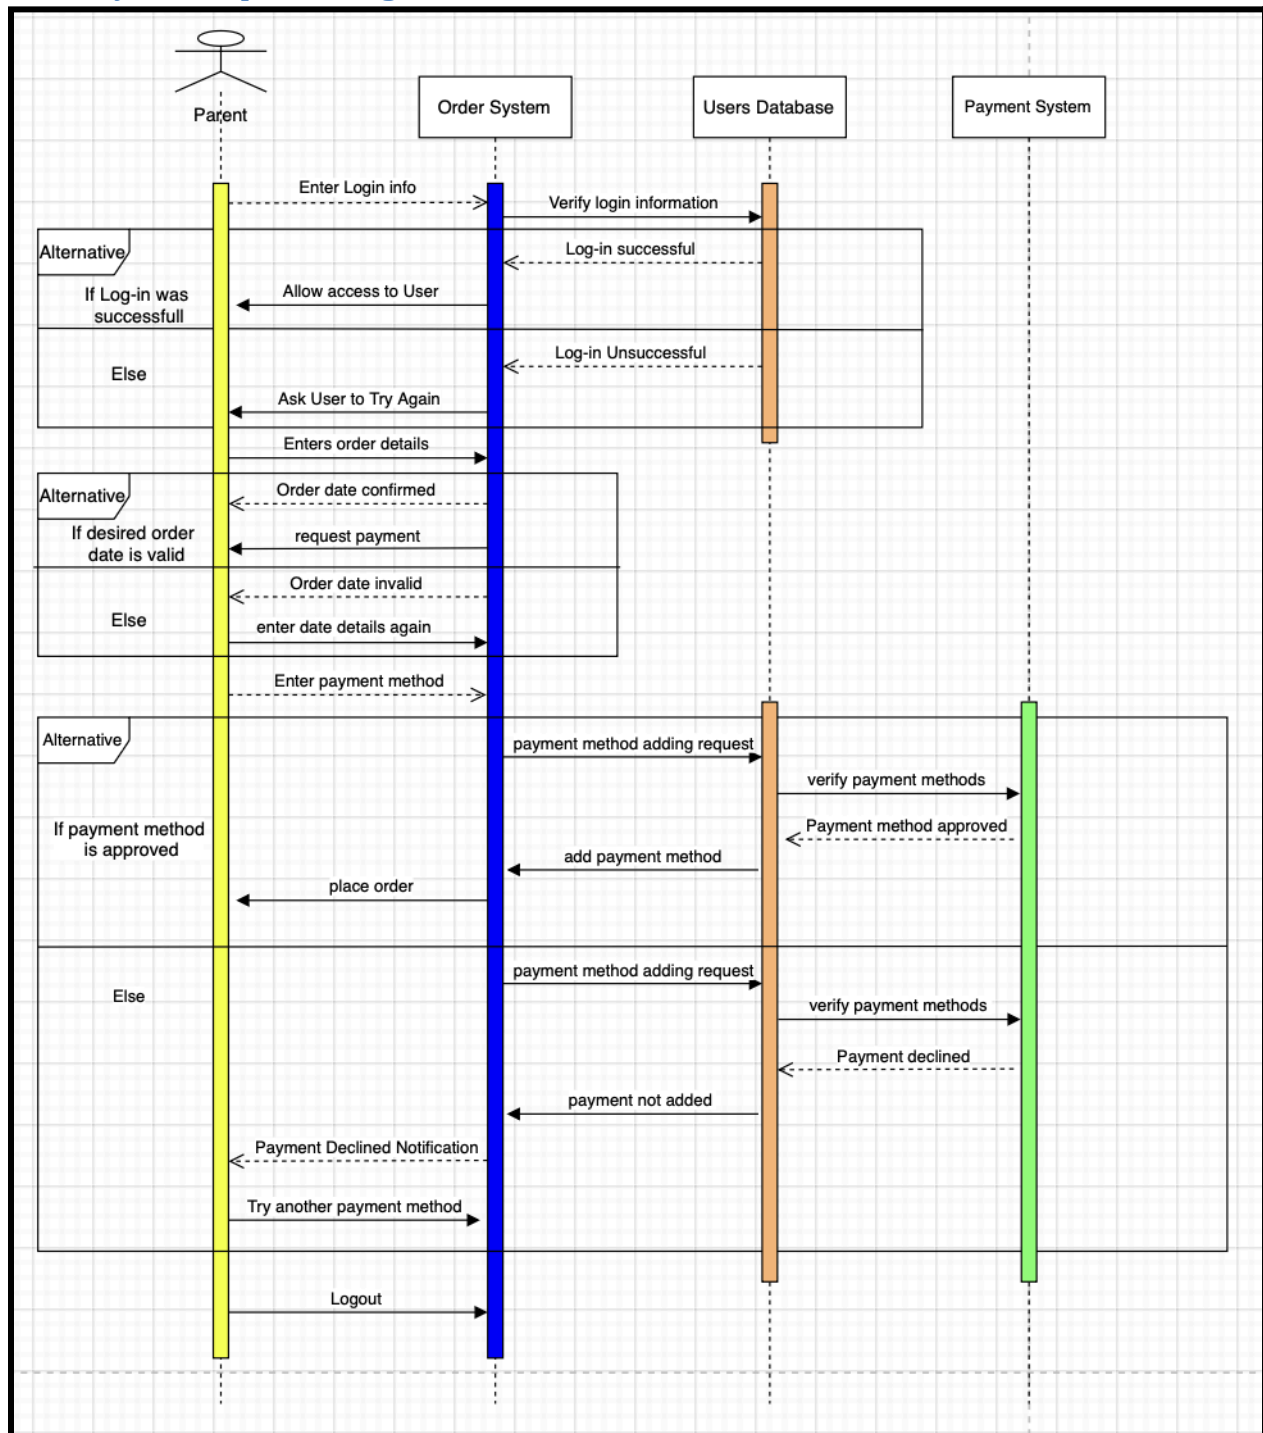 Parent
Order System
Users Database
Payment System
Enter Login info
Verify login information
Alternative
Log-in successful
If Log-in was
successfull
Allow access to User
Log-in Unsuccessful
Else
Ask User to Try Again
Enters order details
Alternative
Order date confirmed
If desired order
date is valid
request payment
Order date invalid
Else
enter date details again
Enter payment method
Alternative
payment method adding request
verify payment methods
If payment method
is approved
Payment method approved
add payment method
place order
payment method adding request
Else
verify payment methods
Payment declined
payment not added
Payment Declined Notification
Try another payment method
Logout